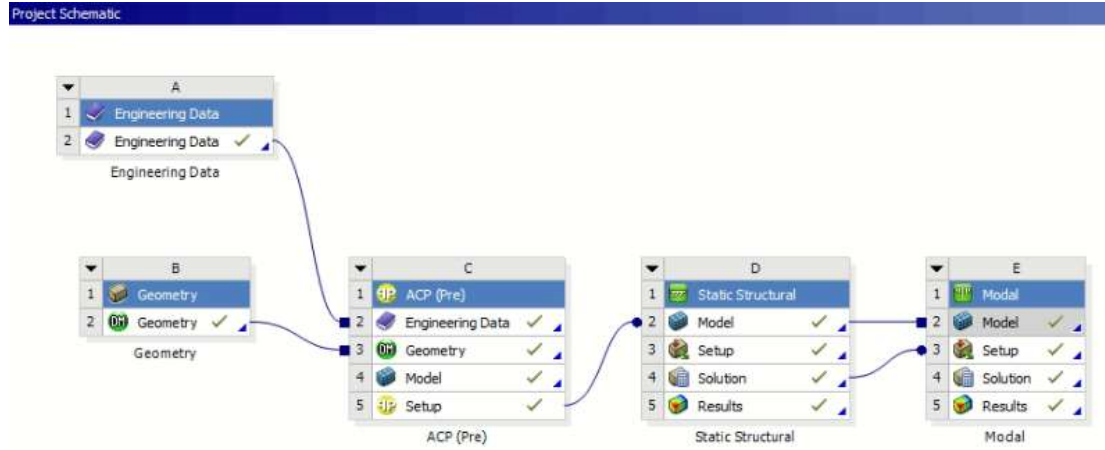 Project Schematic
A
1 Engineering Data
2 Engineering Data
Engineering Data
B
1 Geometry
2 Geometry
Geometry
C
1 ACP (Pre)
2 Engineering Data
3 Geometry
4 Model
5 Setup
ACP (Pre)
D
1 Static Structural
2 Model
3 Setup
4 Solution
5 Results
Static Structural
E
1 Modal
2 Model
3 Setup
4 Solution
5 Results
Modal